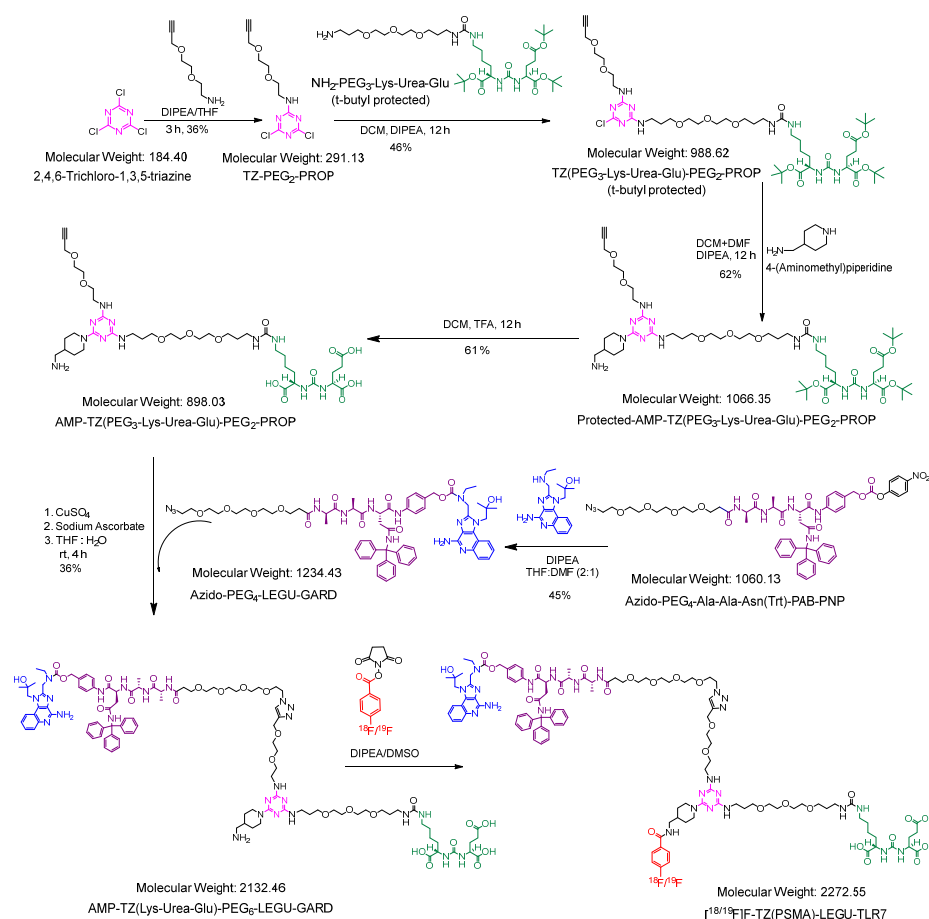 DIPEA/THF
3 h, 36%
Molecular Weight: 184.40
2,4,6-Trichloro-1,3,5-triazine
Molecular Weight: 291.13
TZ-PEG2-PROP
NH2-PEG3-Lys-Urea-Glu
(t-butyl protected)
DCM, DIPEA, 12 h
46%
Molecular Weight: 988.62
TZ(PEG3-Lys-Urea-Glu)-PEG2-PROP
(t-butyl protected)
DCM+DMF
DIPEA, 12 h
62%
4-(Aminomethyl)piperidine
DCM, TFA, 12 h
61%
Molecular Weight: 898.03
AMP-TZ(PEG3-Lys-Urea-Glu)-PEG2-PROP
Molecular Weight: 1066.35
Protected-AMP-TZ(PEG3-Lys-Urea-Glu)-PEG2-PROP
1. CuSO4
2. Sodium Ascorbate
3. THF : H2O
rt, 4 h
36%
Molecular Weight: 1234.43
Azido-PEG4-LEGU-GARD
DIPEA
THF:DMF (2:1)
45%
Molecular Weight: 1060.13
Azido-PEG4-Ala-Ala-Asn(Trt)-PAB-PNP
18F/19F
DIPEA/DMSO
Molecular Weight: 2132.46
AMP-TZ(Lys-Urea-Glu)-PEG6-LEGU-GARD
18F/19F
Molecular Weight: 2272.55
[18/19F]F-TZ(PSMA)-LEGU-TLR7